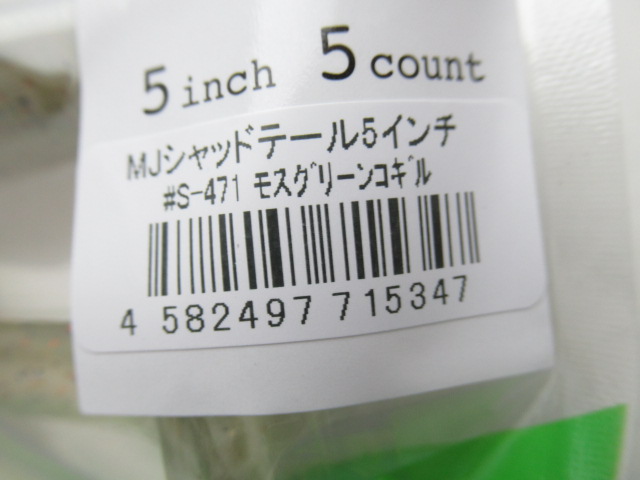 5 inch 5 count
MJシャッドテール5インチ
#S-471 モスグリーンコギル
4 582497 715347